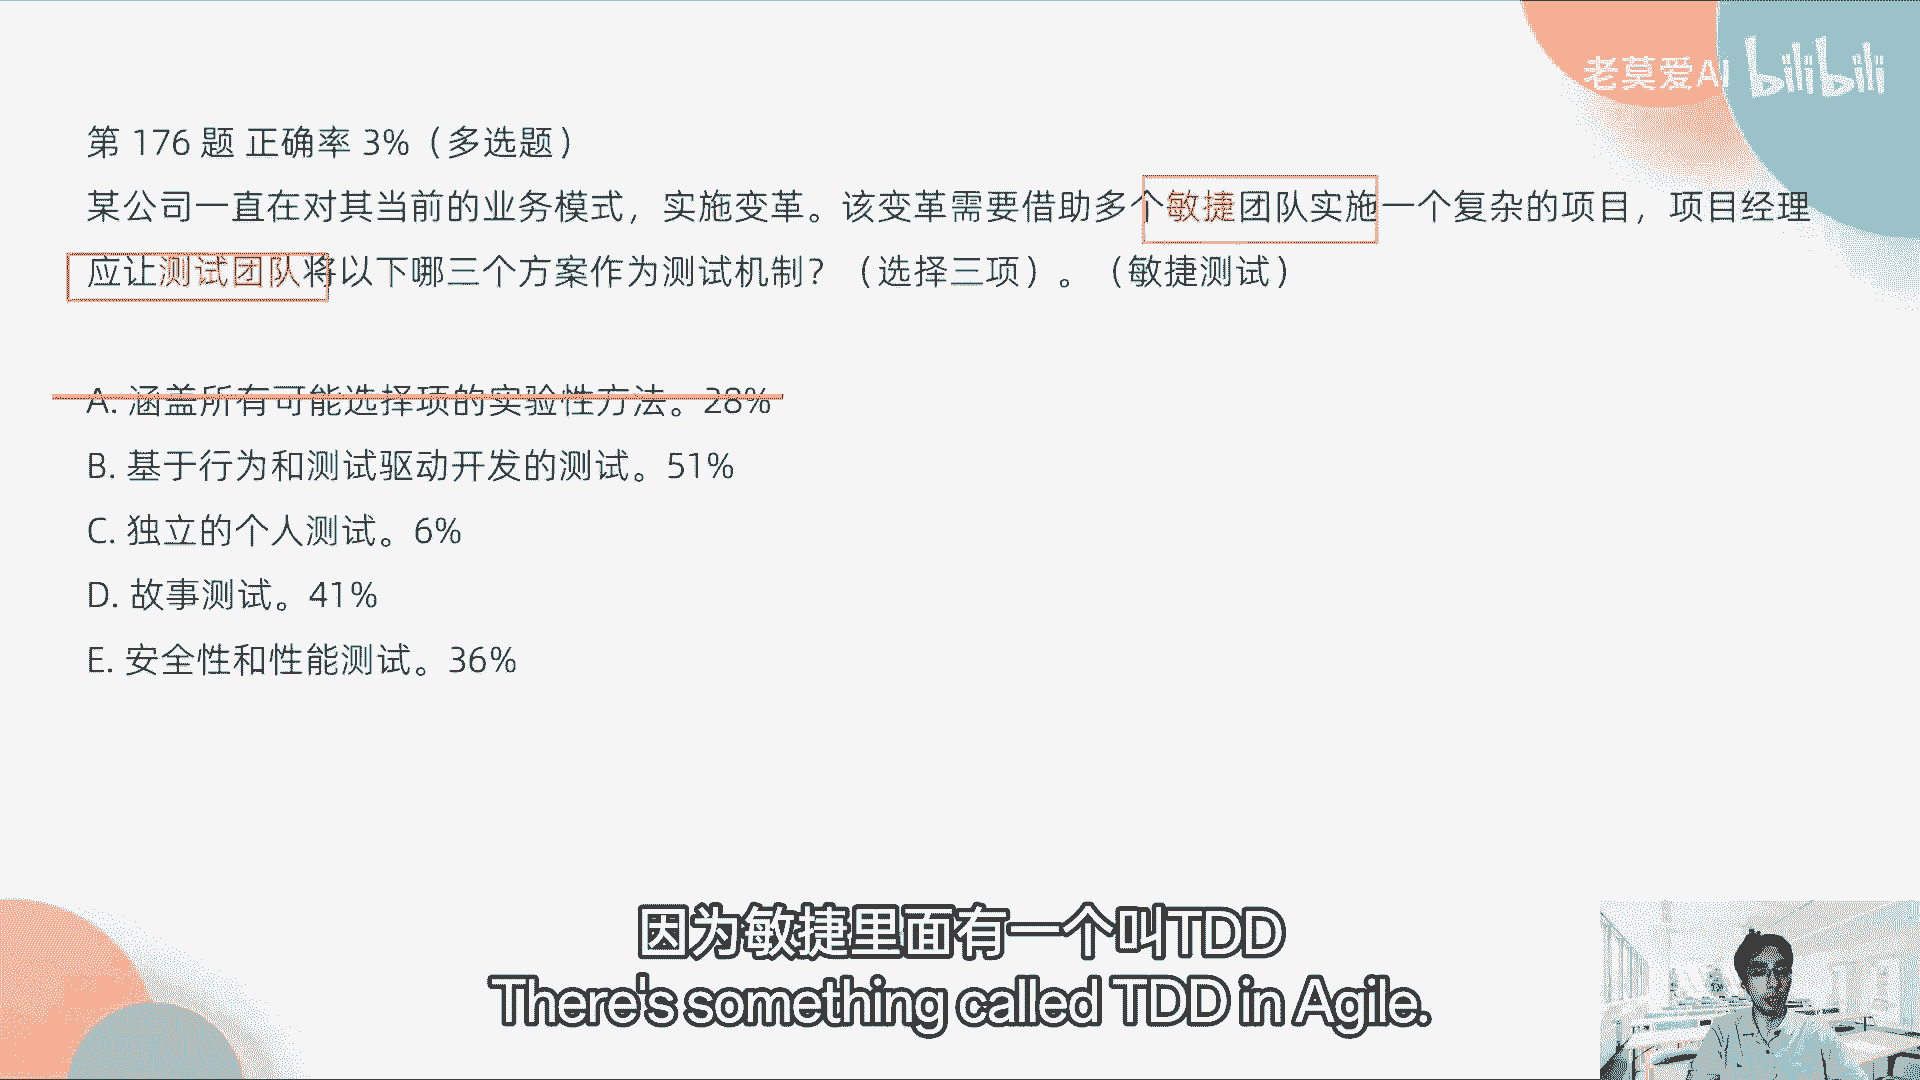 老莫爱AI bilibili
第 176 题 正确率 3%（多选题）
某公司一直在对其当前的业务模式，实施变革。该变革需要借助多个敏捷团队实施一个复杂的项目，项目经理
应让测试团队将以下哪三个方案作为测试机制？（选择三项）。（敏捷测试）
A. 涵盖所有可能选择项的实验性方法。28%
B. 基于行为和测试驱动开发的测试。51%
C. 独立的个人测试。6%
D. 故事测试。41%
E. 安全性和性能测试。36%
因为敏捷里面有一个叫TDD
There's something called TDD in Agile.